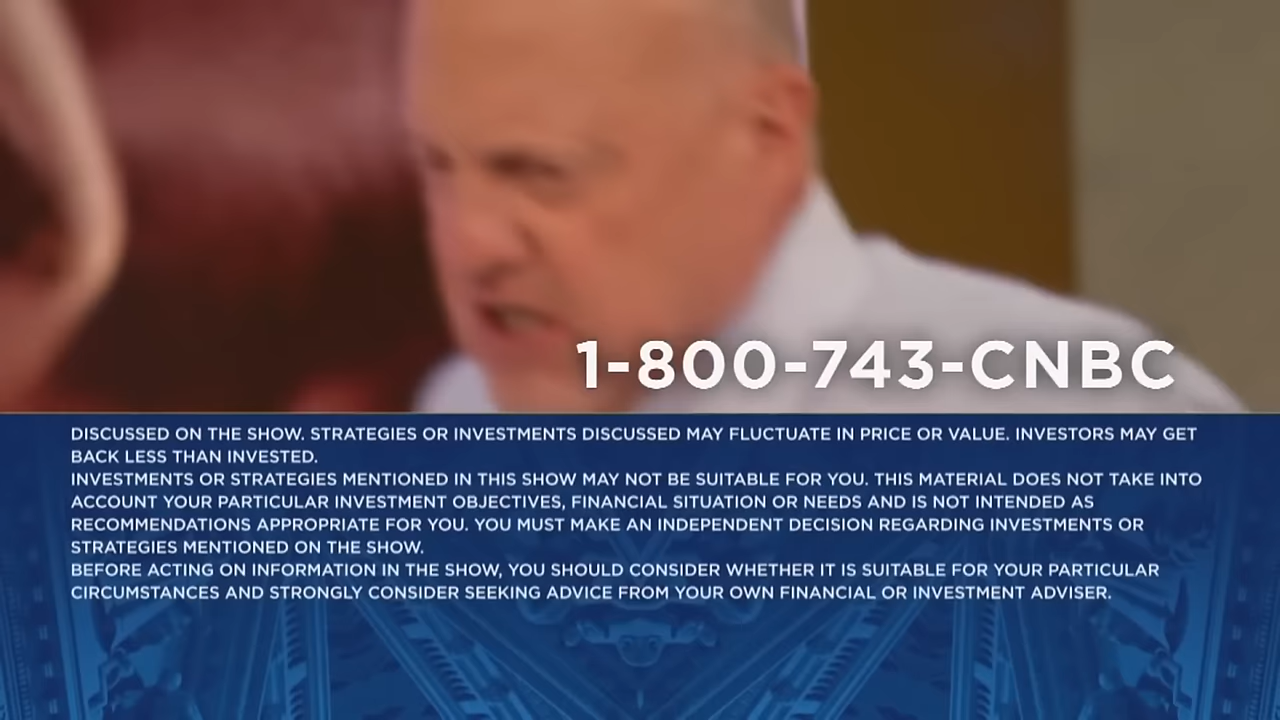 1-800-743-CNBC
DISCUSSED ON THE SHOW. STRATEGIES OR INVESTMENTS DISCUSSED MAY FLUCTUATE IN PRICE OR VALUE. INVESTORS MAY GET
BACK LESS THAN INVESTED.
INVESTMENTS OR STRATEGIES MENTIONED IN THIS SHOW MAY NOT BE SUITABLE FOR YOU. THIS MATERIAL DOES NOT TAKE INTO
ACCOUNT YOUR PARTICULAR INVESTMENT OBJECTIVES, FINANCIAL SITUATION OR NEEDS AND IS NOT INTENDED AS
RECOMMENDATIONS APPROPRIATE FOR YOU. YOU MUST MAKE AN INDEPENDENT DECISION REGARDING INVESTMENTS OR
STRATEGIES MENTIONED ON THE SHOW.
BEFORE ACTING ON INFORMATION IN THE SHOW, YOU SHOULD CONSIDER WHETHER IT IS SUITABLE FOR YOUR PARTICULAR
CIRCUMSTANCES AND STRONGLY CONSIDER SEEKING ADVICE FROM YOUR OWN FINANCIAL OR INVESTMENT ADVISER.